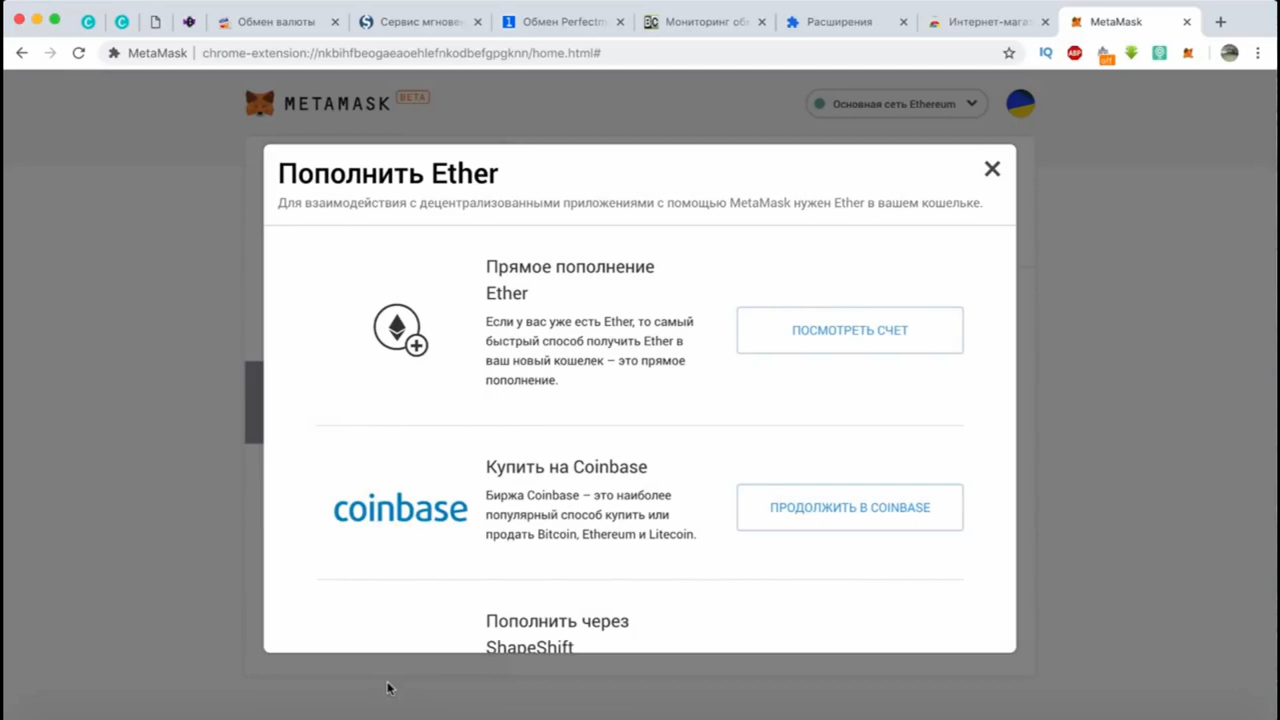 Обмен валюты
Сервис мгнове
Обмен Perfectm
Мониторинг об
Расширения
Интернет-мага
MetaMask
MetaMask
chrome-extension://nkbihfbeogaeaoehlefnkodbefgpgknn/home.html#
IQ
ABP
off
METAMASK
BETA
Основная сеть Ethereum
Пополнить Ether
Для взаимодействия с децентрализованными приложениями с помощью MetaMask нужен Ether в вашем кошельке.
Прямое пополнение
Ether
Если у вас уже есть Ether, то самый
быстрый способ получить Ether в
ваш новый кошелек – это прямое
пополнение.
ПОСМОТРЕТЬ СЧЕТ
Купить на Coinbase
coinbase
Биржа Coinbase – это наиболее
популярный способ купить или
продать Bitcoin, Ethereum и Litecoin.
ПРОДОЛЖИТЬ В COINBASE
Пополнить через
ShapeShift